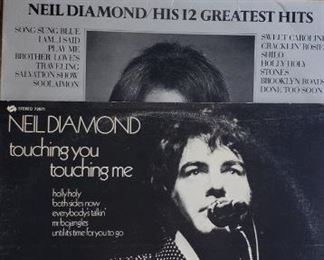 NEIL DIAMOND/HIS 12 GREATEST HITS
SONG SUNG BLUE
I AM...I SAID
PLAY ME
BROTHER LOVE'S
TRAVELING
SALVATION SHOW
SOOLAIMON
SWEET CAROLINE
CRACKLIN' ROSIE
SHILO
HOLLY HOLY
STONES
BROOKLYN ROADS
DONE TOO SOON
STEREO 73071
NEIL DIAMOND
touching you
touching me
holly holy
both sides now
everybody's talkin'
mr bojangles
until it's time for you to go